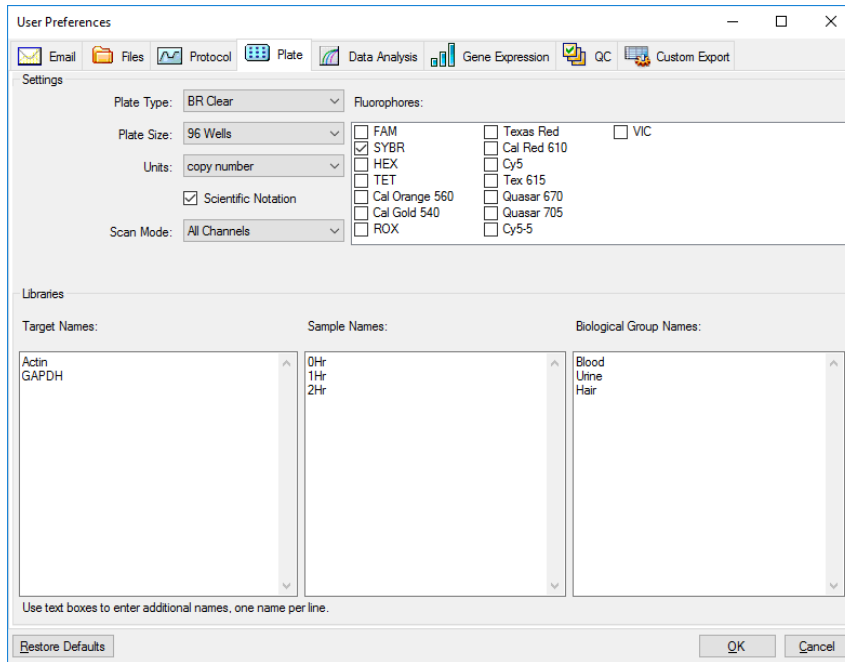 User Preferences
Email Files Protocol Plate Data Analysis Gene Expression QC Custom Export
Settings
Plate Type: BR Clear Fluorophores:
Plate Size: 96 Wells
Units: copy number
Scientific Notation
Scan Mode: All Channels
FAM Texas Red VIC
SYBR Cal Red 610
HEX Cy5
TET Tex 615
Cal Orange 560 Quasar 670
Cal Gold 540 Quasar 705
ROX Cy5-5
Libraries
Target Names: Sample Names: Biological Group Names:
Actin 0Hr Blood
GAPDH 1Hr Urine
2Hr Hair
Use text boxes to enter additional names, one name per line.
Restore Defaults OK Cancel